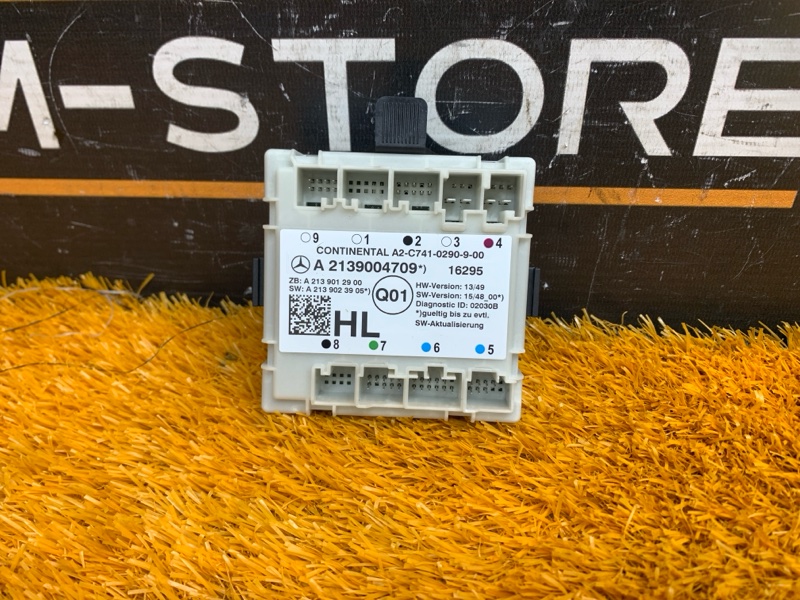 M-STORE
9 1 2 3 4
CONTINENTAL A2-C741-0290-9-00
A 2139004709*) 16295
ZB: A 213 901 29 00
SW: A 213 902 39 05*)
Q01
HW-Version: 13/49
SW-Version: 15/48_00*)
Diagnostic ID: 02030B
*)gueltig bis zu evtl.
SW-Aktualisierung
HL
8 7 6 5